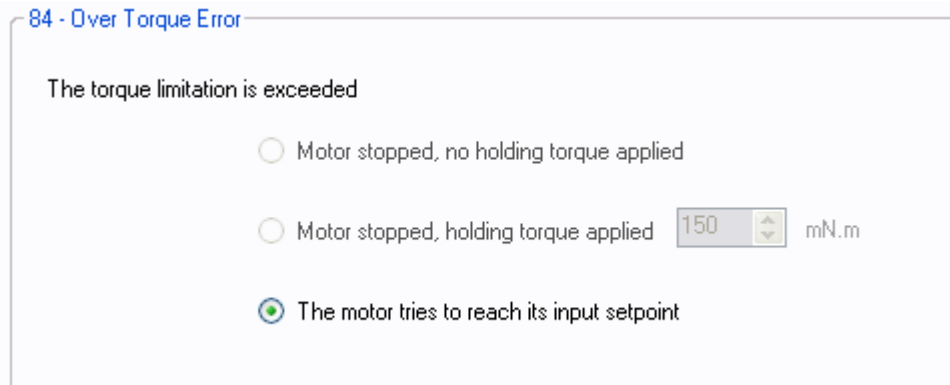 84 - Over Torque Error
The torque limitation is exceeded
Motor stopped, no holding torque applied
Motor stopped, holding torque applied 150 mN.m
The motor tries to reach its input setpoint